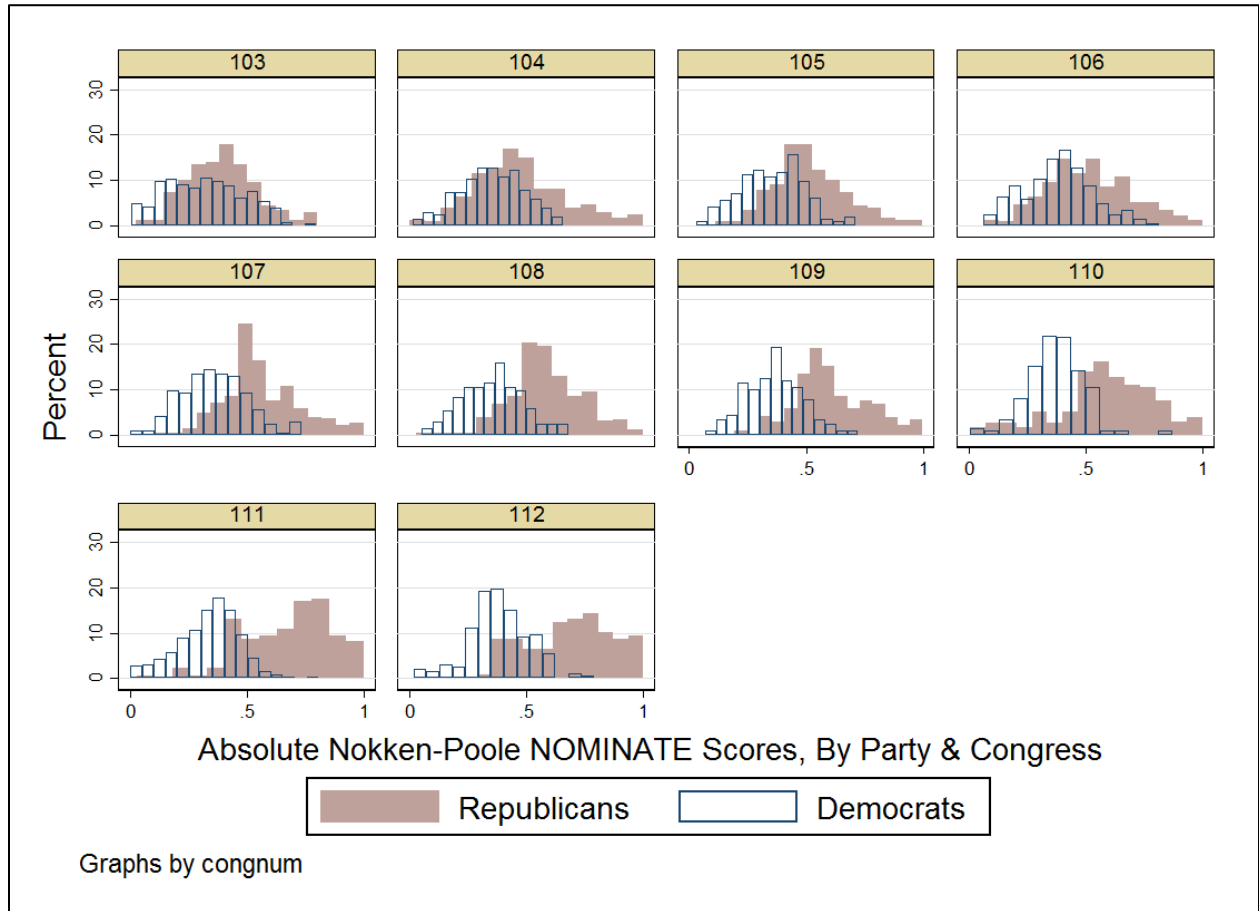 103 104 105 106
30
20
10
0
107 108 109 110
30
20
10
0
0 .5 1 0 .5 1
111 112
30
20
10
0
0 .5 1 0 .5 1
Percent
Absolute Nokken-Poole NOMINATE Scores, By Party & Congress
Republicans Democrats
Graphs by congnum